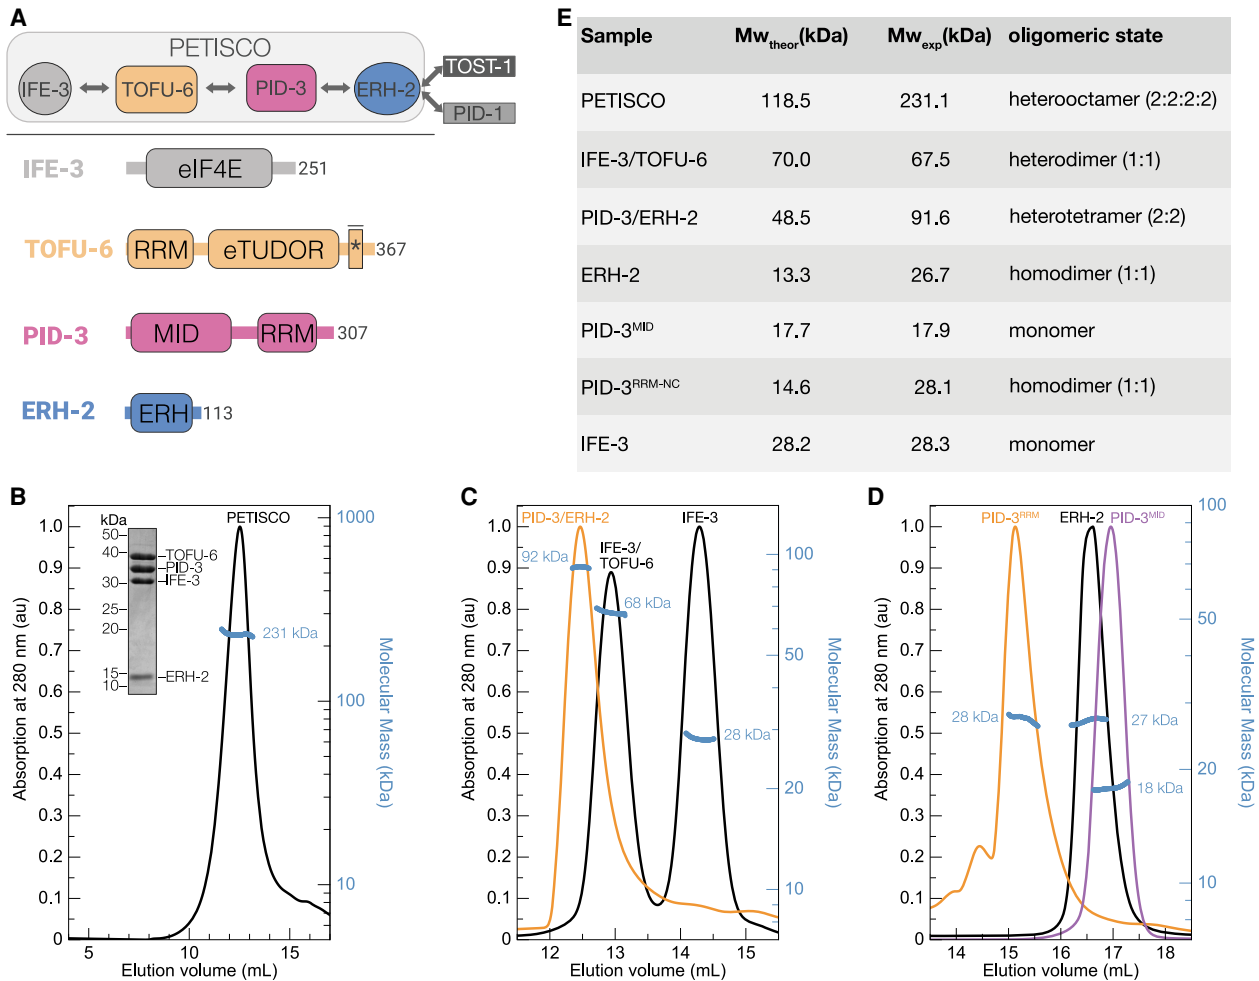 A
PETISCO
IFE-3
TOFU-6
PID-3
ERH-2
TOST-1
PID-1
IFE-3
eIF4E
251
TOFU-6
RRM
eTUDOR
*
367
PID-3
MID
RRM
307
ERH-2
ERH
113
E
Sample Mw theor(kDa) Mw exp(kDa) oligomeric state
PETISCO 118.5 231.1 heterooctamer (2:2:2:2)
IFE-3/TOFU-6 70.0 67.5 heterodimer (1:1)
PID-3/ERH-2 48.5 91.6 heterotetramer (2:2)
ERH-2 13.3 26.7 homodimer (1:1)
PID-3MID 17.7 17.9 monomer
PID-3RRM-NC 14.6 28.1 homodimer (1:1)
IFE-3 28.2 28.3 monomer
B
PETISCO
kDa
50
40
30
25
20
15
10
TOFU-6
PID-3
IFE-3
ERH-2
231 kDa
Absorption at 280 nm (au)
1.0
0.9
0.8
0.7
0.6
0.5
0.4
0.3
0.2
0.1
0
5 10 15
Elution volume (mL)
1000
100
10
Molecular Mass (kDa)
C
PID-3/ERH-2
IFE-3/
TOFU-6
IFE-3
92 kDa
68 kDa
28 kDa
Absorption at 280 nm (au)
1.0
0.9
0.8
0.7
0.6
0.5
0.4
0.3
0.2
0.1
0
12 13 14 15
Elution volume (mL)
100
50
20
10
Molecular Mass (kDa)
D
PID-3RRM
ERH-2
PID-3MID
28 kDa
27 kDa
18 kDa
Absorption at 280 nm (au)
1.0
0.9
0.8
0.7
0.6
0.5
0.4
0.3
0.2
0.1
0
14 15 16 17 18
Elution volume (mL)
100
50
20
10
Molecular Mass (kDa)